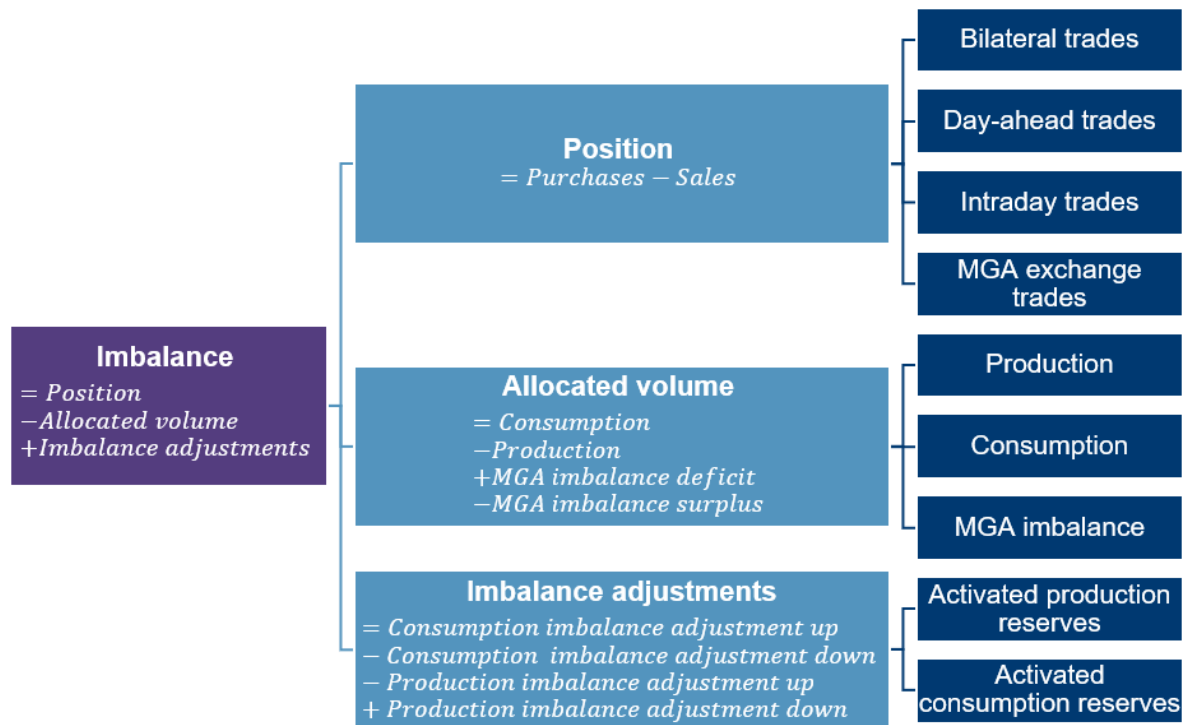 Imbalance
= Position
−Allocated volume
+Imbalance adjustments
Position
= Purchases − Sales
Bilateral trades
Day-ahead trades
Intraday trades
MGA exchange
trades
Allocated volume
= Consumption
−Production
+MGA imbalance deficit
−MGA imbalance surplus
Production
Consumption
MGA imbalance
Imbalance adjustments
= Consumption imbalance adjustment up
− Consumption imbalance adjustment down
− Production imbalance adjustment up
+ Production imbalance adjustment down
Activated production
reserves
Activated
consumption reserves